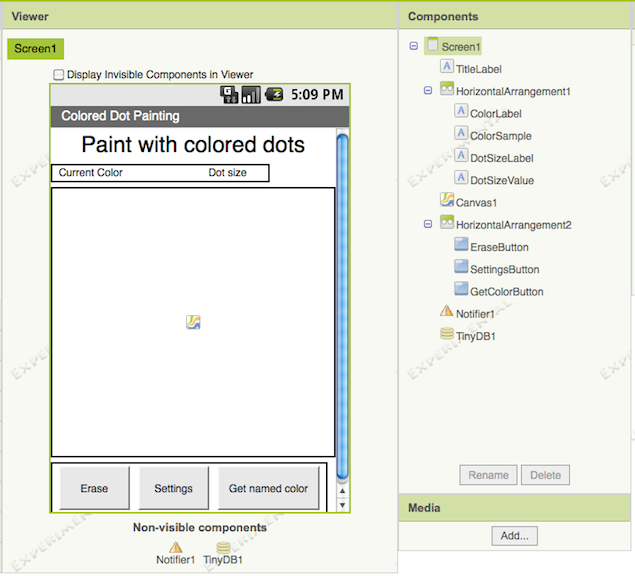 Viewer
Screen1
Display Invisible Components in Viewer
5:09 PM
Colored Dot Painting
Paint with colored dots
Current Color Dot size
Erase Settings Get named color
Non-visible components
Notifier1 TinyDB1
Components
Screen1
TitleLabel
HorizontalArrangement1
ColorLabel
ColorSample
DotSizeLabel
DotSizeValue
Canvas1
HorizontalArrangement2
EraseButton
SettingsButton
GetColorButton
Notifier1
TinyDB1
Rename Delete
Media
Add...
EXPERIMENTAL